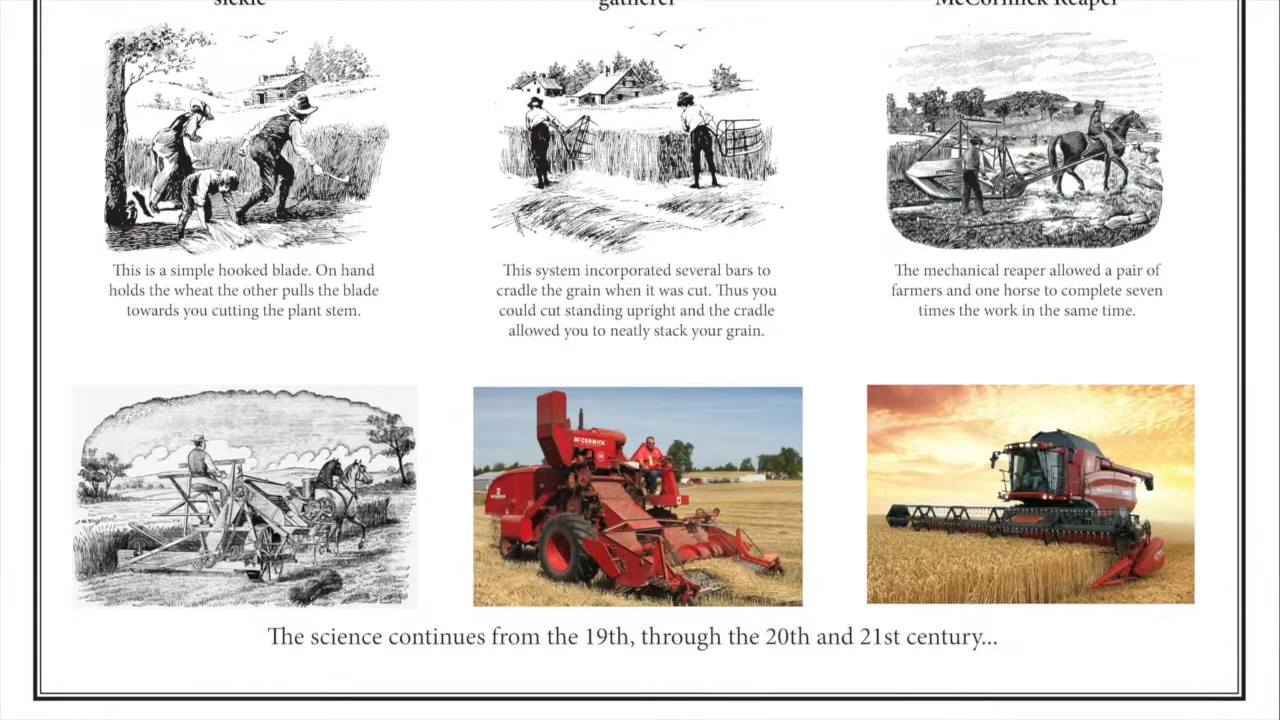 sickle
gatherer
McCormick Reaper
This is a simple hooked blade. On hand
holds the wheat the other pulls the blade
towards you cutting the plant stem.
This system incorporated several bars to
cradle the grain when it was cut. Thus you
could cut standing upright and the cradle
allowed you to neatly stack your grain.
The mechanical reaper allowed a pair of
farmers and one horse to complete seven
times the work in the same time.
McCORMICK
The science continues from the 19th, through the 20th and 21st century...